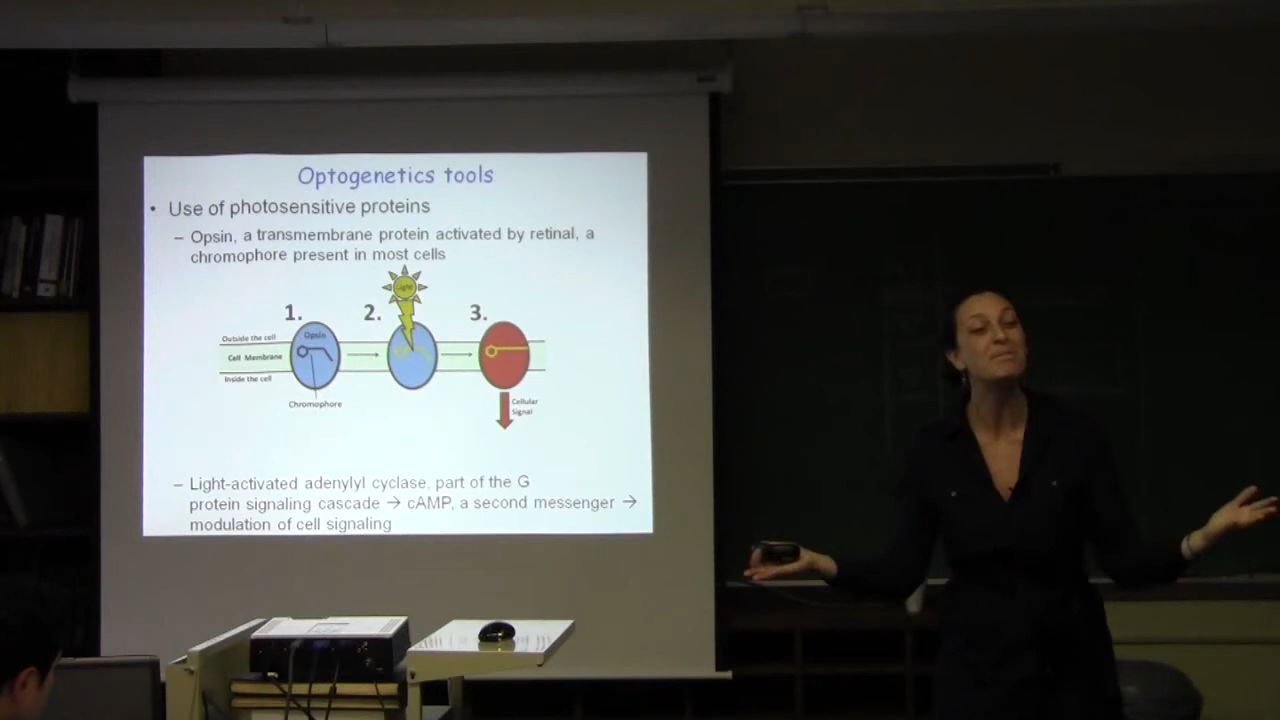 Optogenetics tools
• Use of photosensitive proteins
– Opsin, a transmembrane protein activated by retinal, a
chromophore present in most cells
Light
1. 2. 3.
Outside the cell
Opsin
Cell Membrane
Inside the cell
Chromophore
Cellular
Signal
– Light-activated adenylyl cyclase, part of the G
protein signaling cascade → cAMP, a second messenger →
modulation of cell signaling